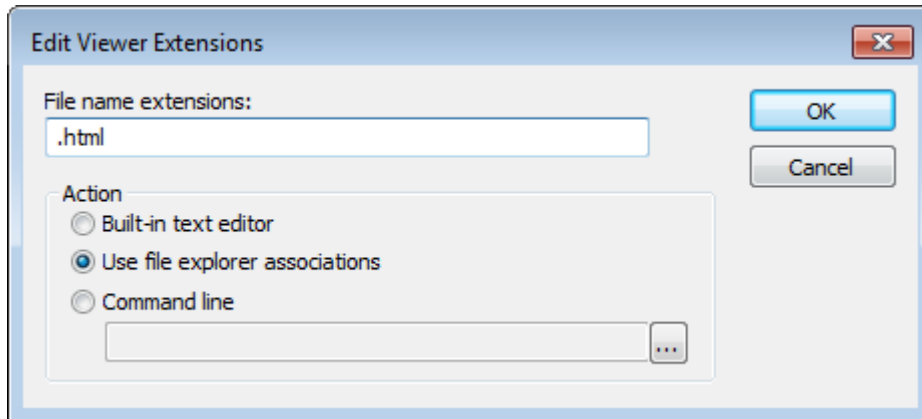 Edit Viewer Extensions
File name extensions:
.html
OK
Cancel
Action
Built-in text editor
Use file explorer associations
Command line
...